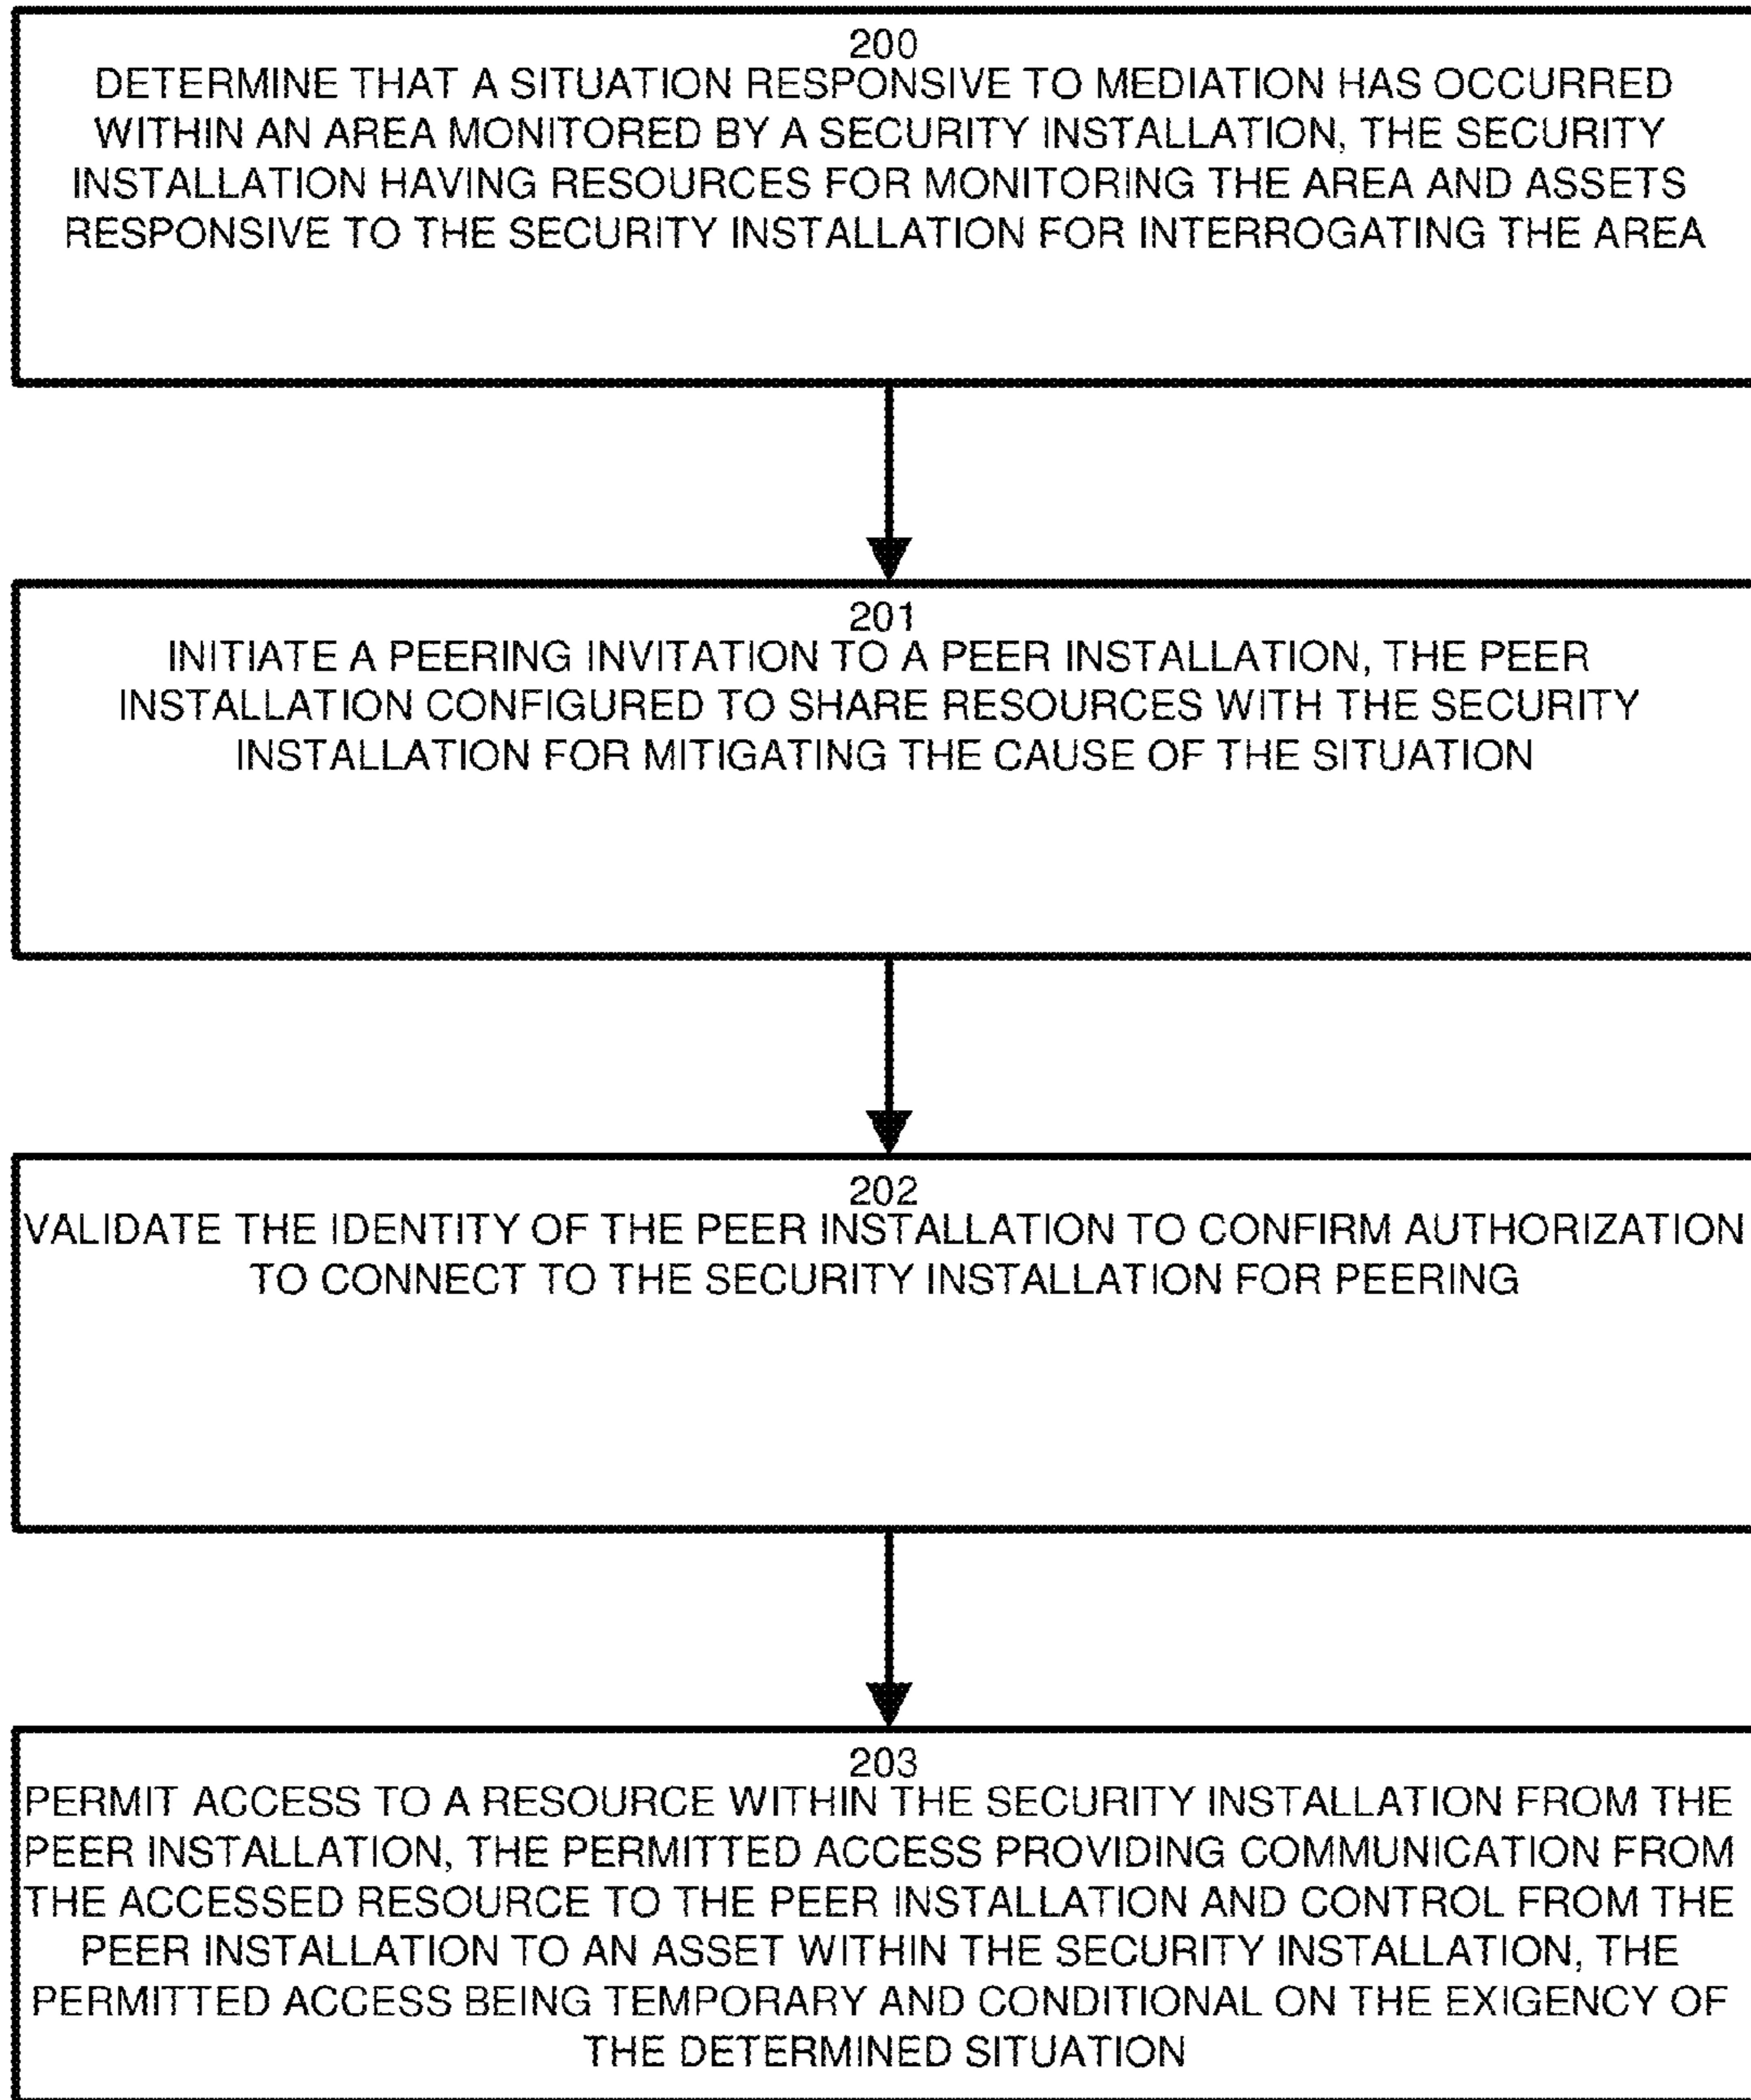 200
DETERMINE THAT A SITUATION RESPONSIVE TO MEDIATION HAS OCCURRED
WITHIN AN AREA MONITORED BY A SECURITY INSTALLATION, THE SECURITY
INSTALLATION HAVING RESOURCES FOR MONITORING THE AREA AND ASSETS
RESPONSIVE TO THE SECURITY INSTALLATION FOR INTERROGATING THE AREA
201
INITIATE A PEERING INVITATION TO A PEER INSTALLATION, THE PEER
INSTALLATION CONFIGURED TO SHARE RESOURCES WITH THE SECURITY
INSTALLATION FOR MITIGATING THE CAUSE OF THE SITUATION
202
VALIDATE THE IDENTITY OF THE PEER INSTALLATION TO CONFIRM AUTHORIZATION
TO CONNECT TO THE SECURITY INSTALLATION FOR PEERING
203
PERMIT ACCESS TO A RESOURCE WITHIN THE SECURITY INSTALLATION FROM THE
PEER INSTALLATION, THE PERMITTED ACCESS PROVIDING COMMUNICATION FROM
THE ACCESSED RESOURCE TO THE PEER INSTALLATION AND CONTROL FROM THE
PEER INSTALLATION TO AN ASSET WITHIN THE SECURITY INSTALLATION, THE
PERMITTED ACCESS BEING TEMPORARY AND CONDITIONAL ON THE EXIGENCY OF
THE DETERMINED SITUATION